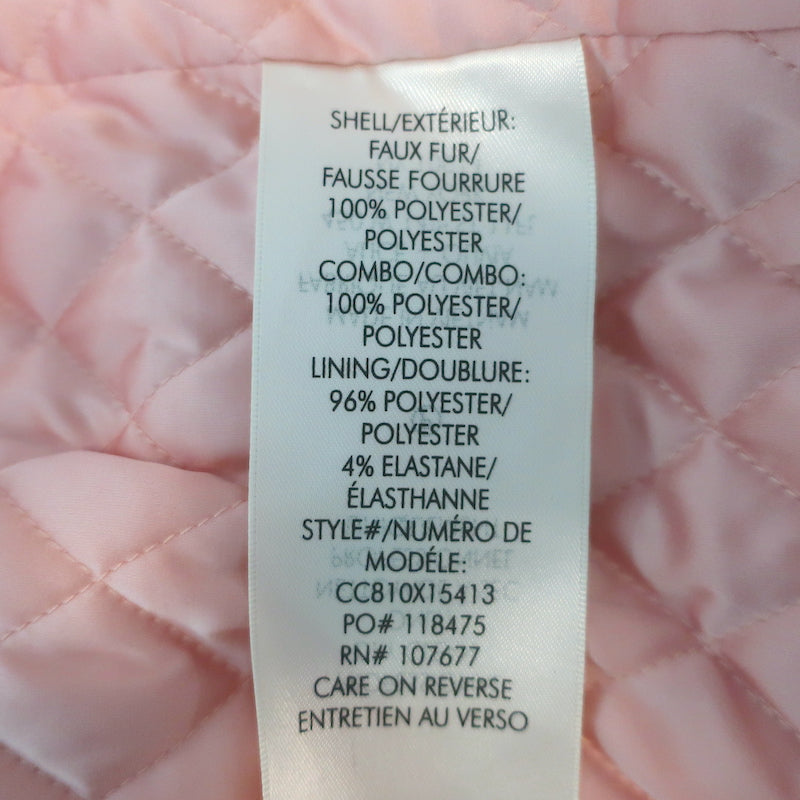 SHELL/EXTÉRIEUR:
FAUX FUR/
FAUSSE FOURRURE
100% POLYESTER/
POLYESTER
COMBO/COMBO:
100% POLYESTER/
POLYESTER
LINING/DOUBLURE:
96% POLYESTER/
POLYESTER
4% ELASTANE/
ÉLASTHANNE
STYLE#/NUMÉRO DE
MODÉLE:
CC810X15413
PO# 118475
RN# 107677
CARE ON REVERSE
ENTRETIEN AU VERSO